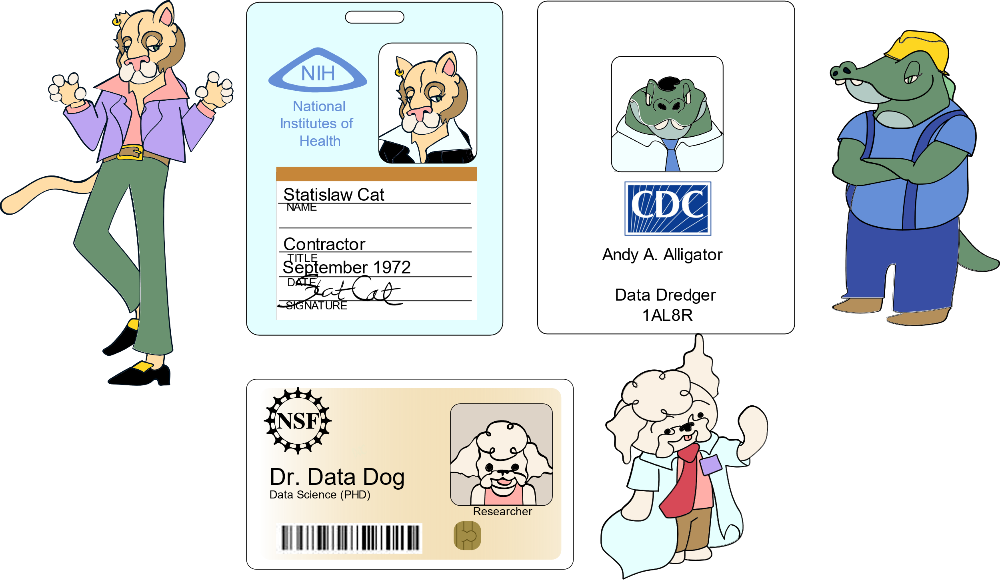 NIH
National
Institutes of
Health
Statislaw Cat
NAME
Contractor
TITLE
September 1972
DATE
Stat Cat
SIGNATURE
CDC
Andy A. Alligator
Data Dredger
1AL8R
NSF
Dr. Data Dog
Data Science (PHD)
Researcher